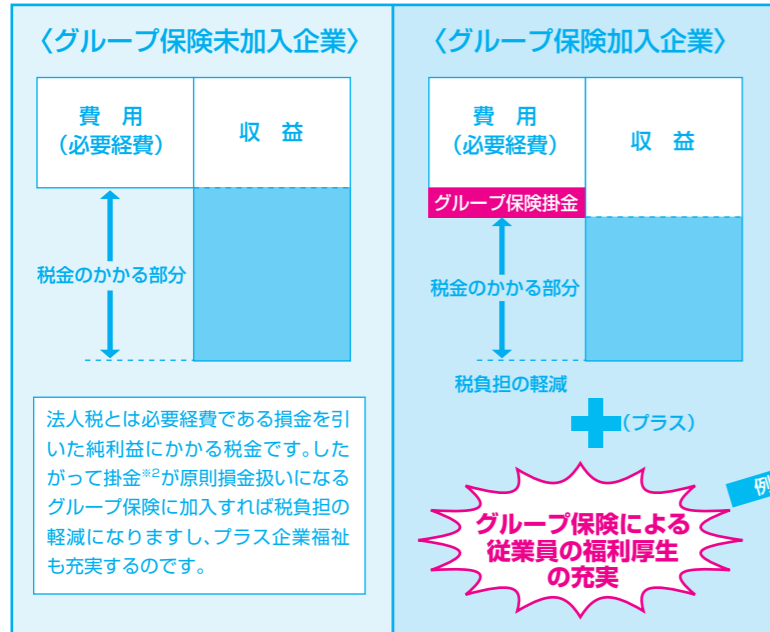 〈グループ保険未加入企業〉
費　用
（必要経費）
収　益
税金のかかる部分
法人税とは必要経費である損金を引
いた純利益にかかる税金です。した
がって掛金※2が原則損金扱いになる
グループ保険に加入すれば税負担の
軽減になりますし、プラス企業福祉
も充実するのです。
〈グループ保険加入企業〉
費　用
（必要経費）
収　益
グループ保険掛金
税金のかかる部分
税負担の軽減
（プラス）
グループ保険による
従業員の福利厚生
の充実
例